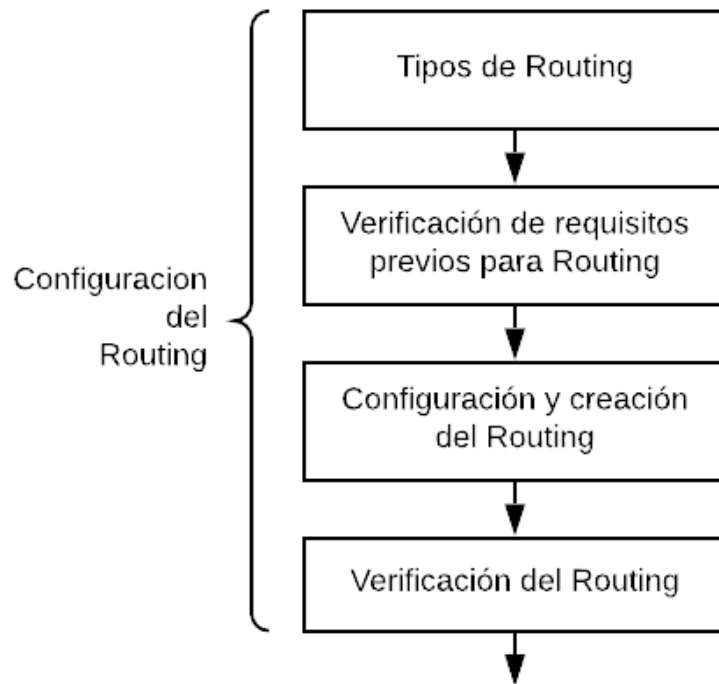 Tipos de Routing
Verificación de requisitos
previos para Routing
Configuracion
del
Routing
Configuración y creación
del Routing
Verificación del Routing